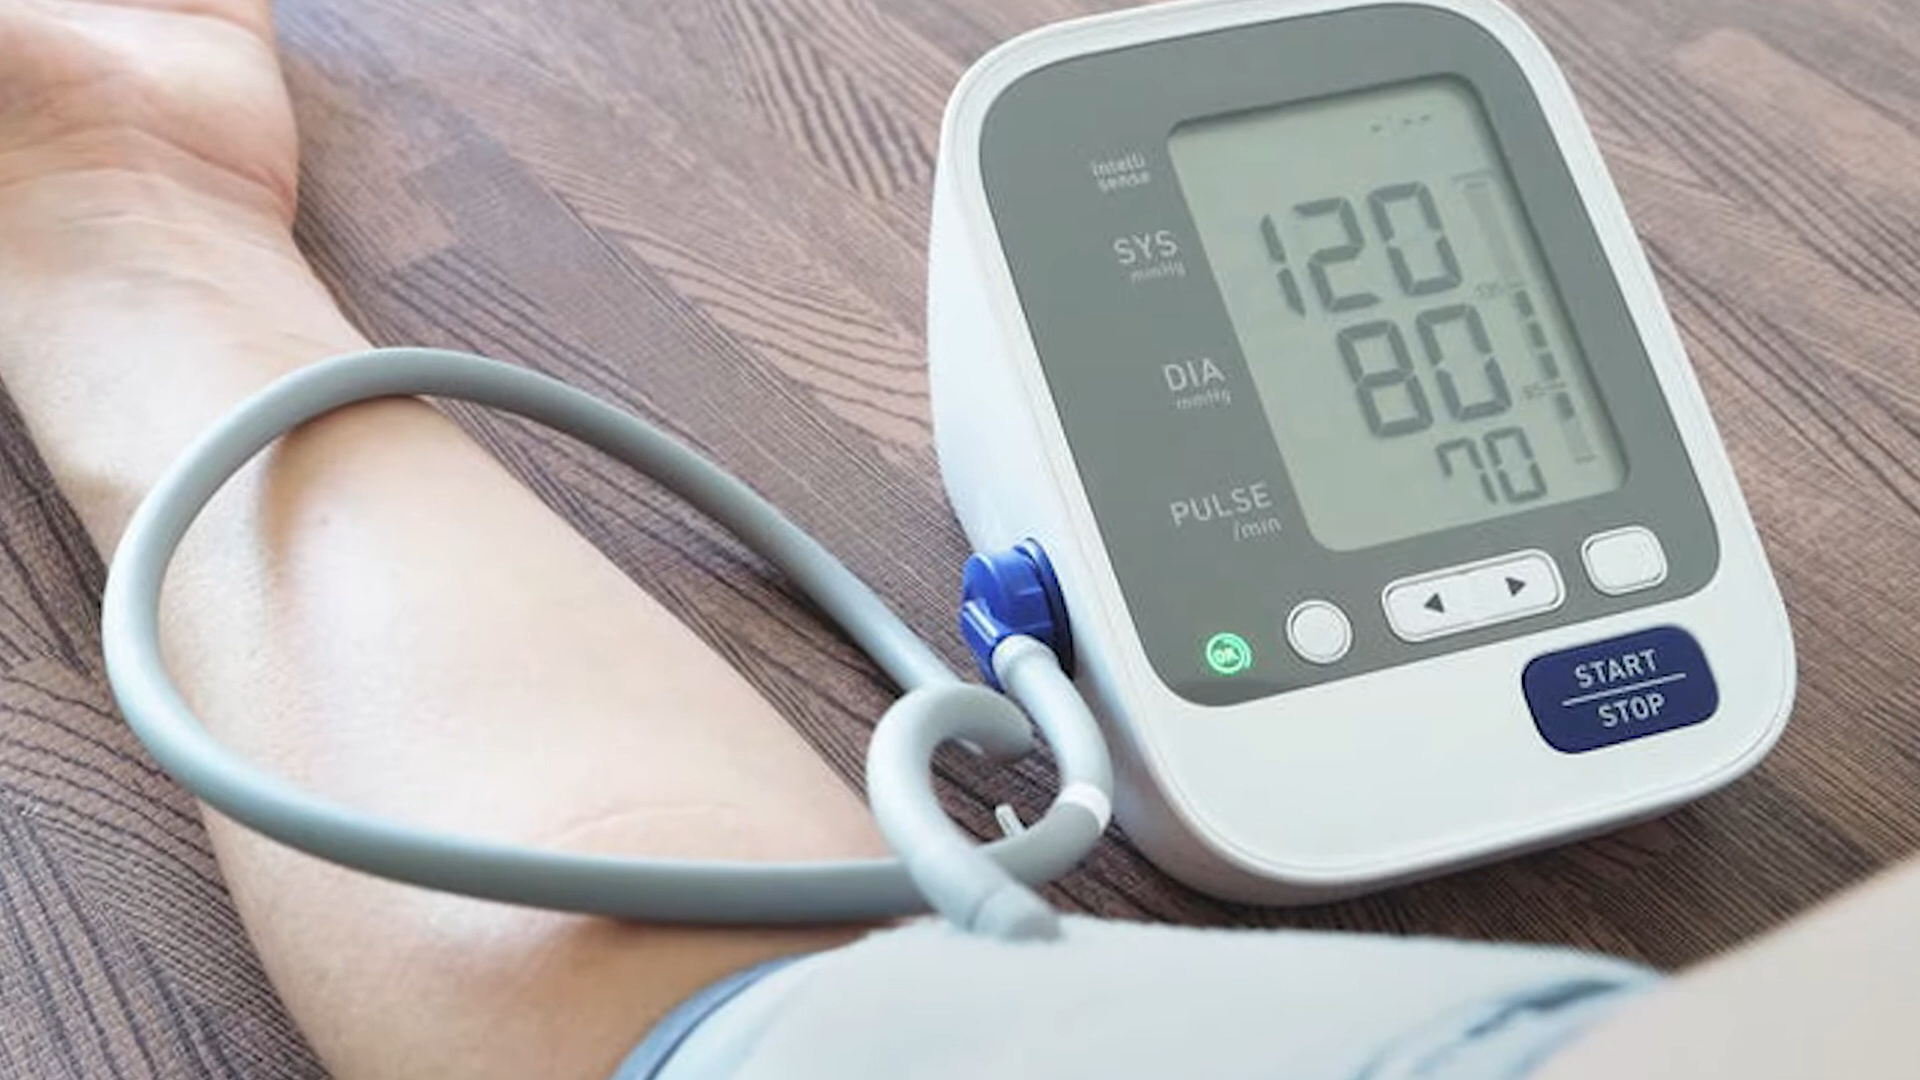 intelli
sense
SYS
mmHg
120
DIA
mmHg
80
PULSE
/min
70
OK
START
STOP